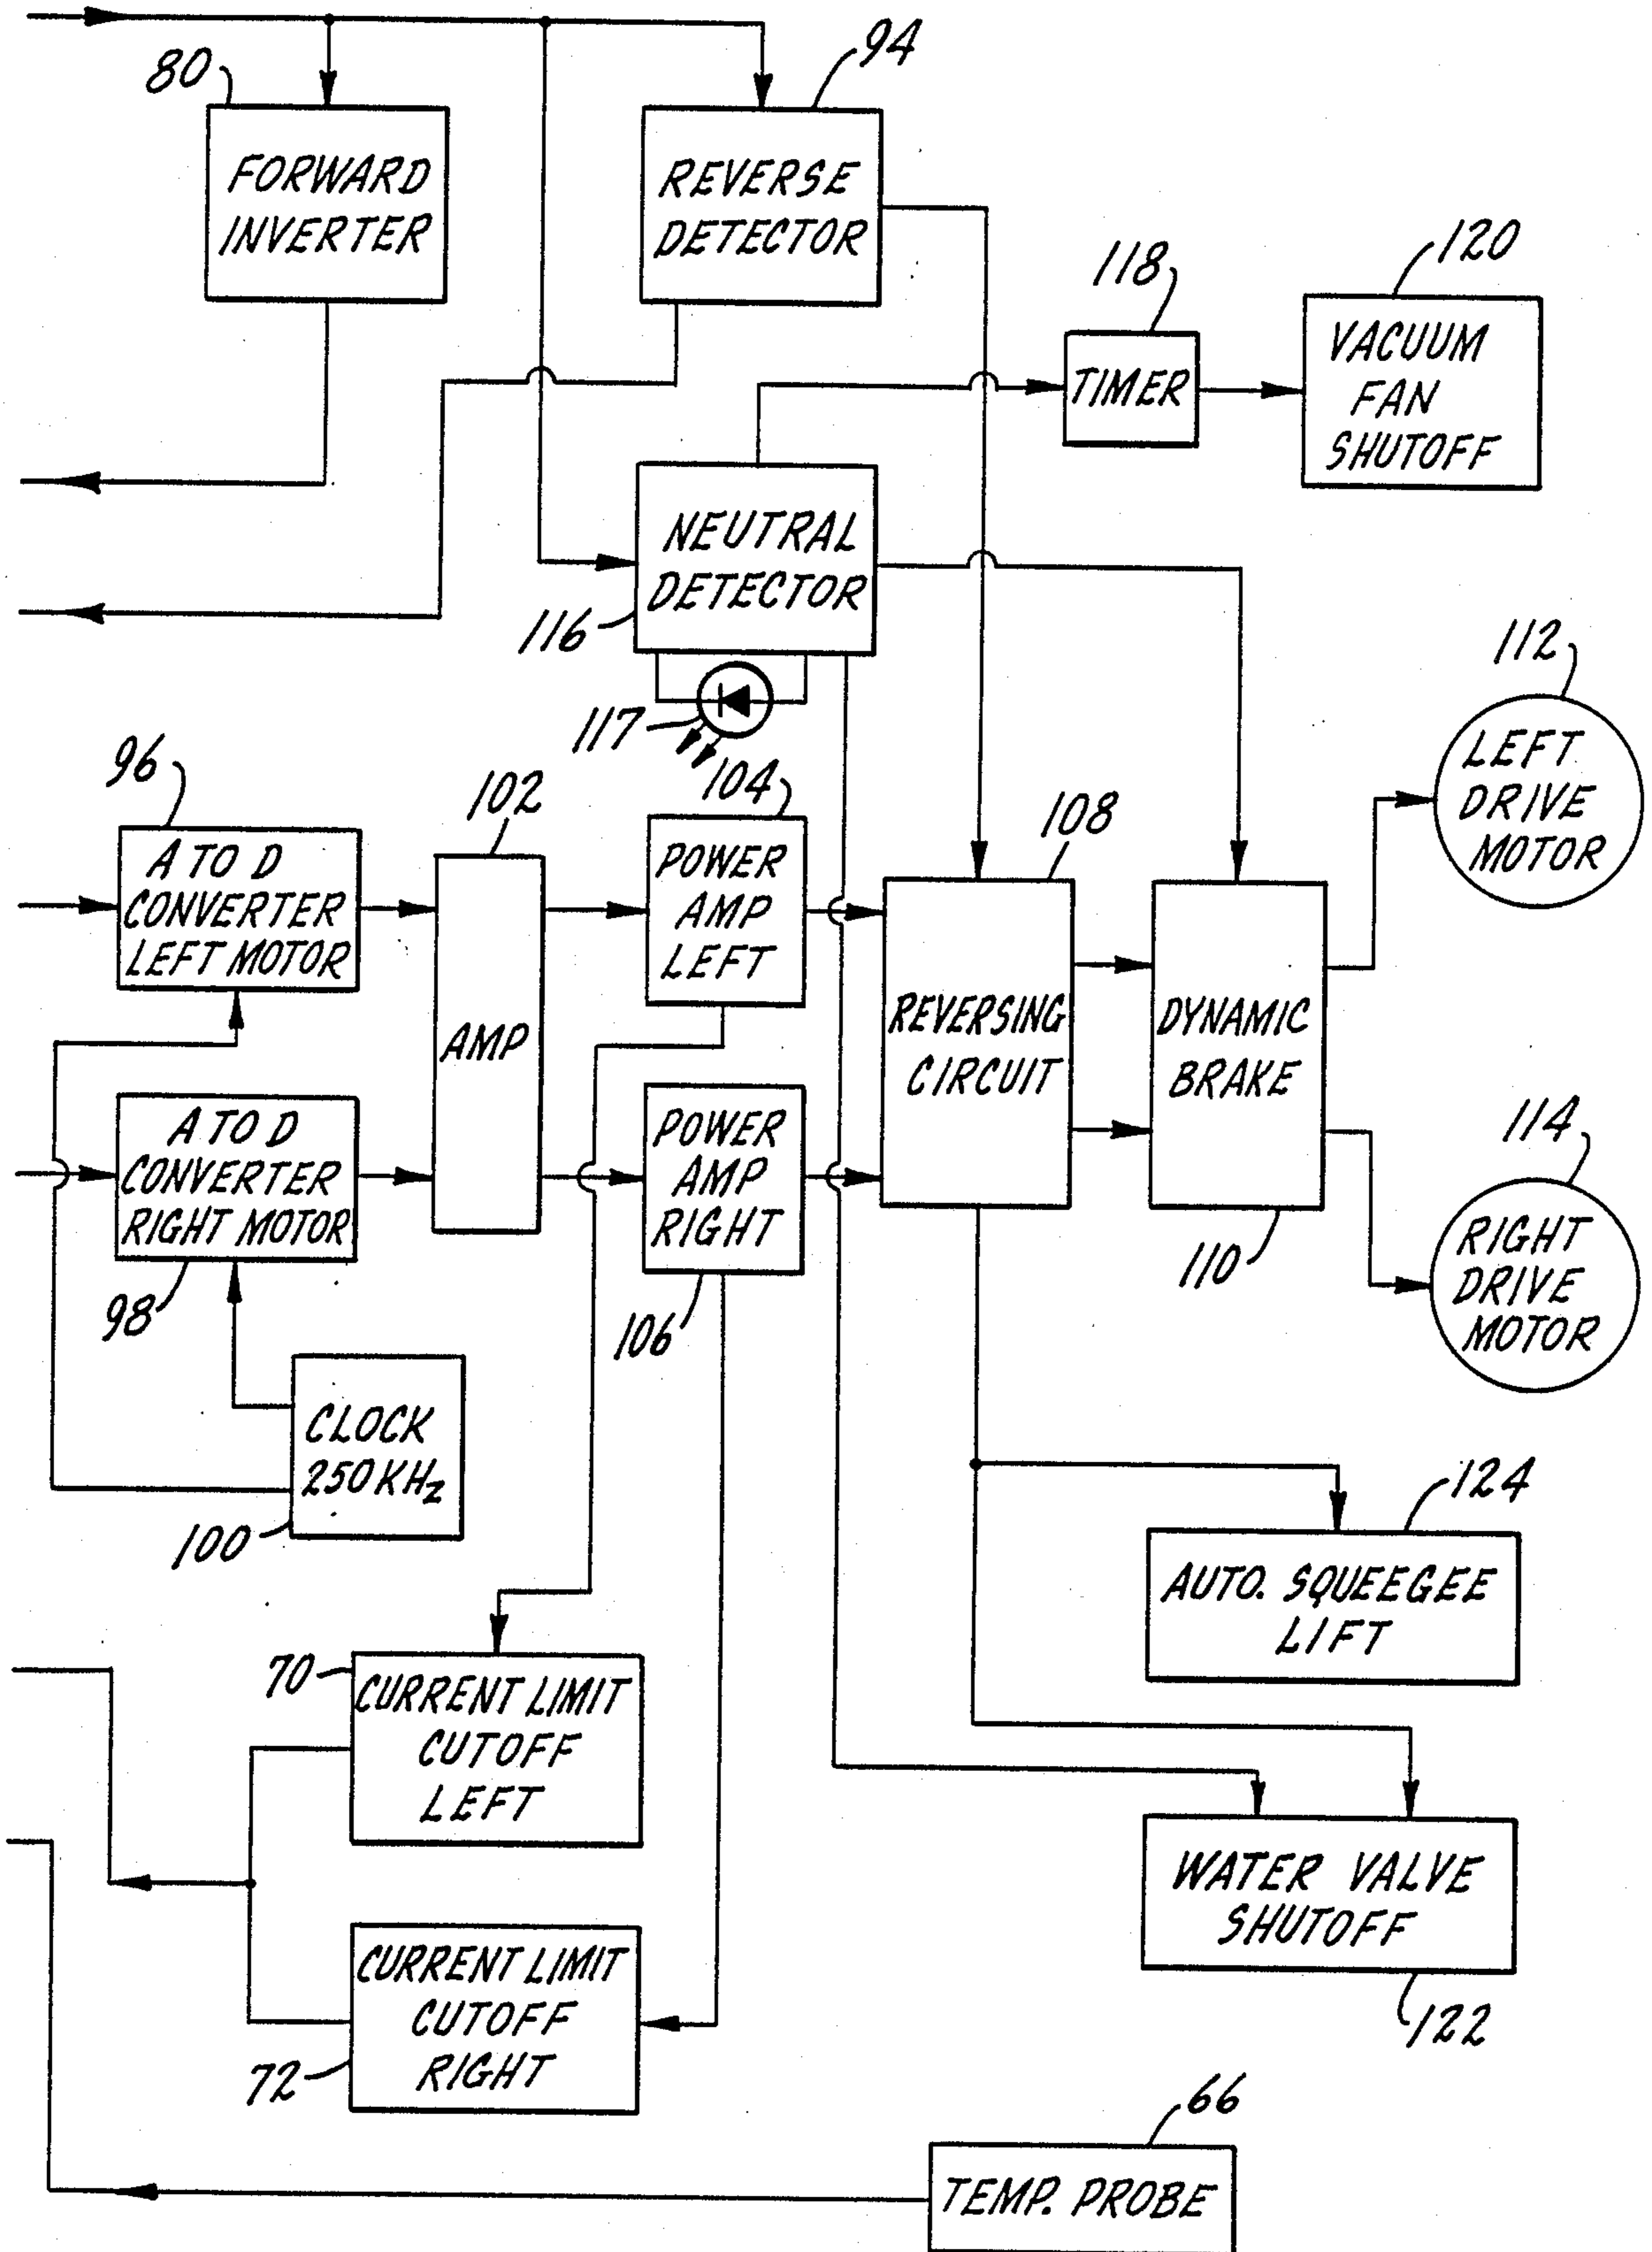 80
94
FORWARD
INVERTER
REVERSE
DETECTOR
118
120
TIMER
VACUUM
FAN
SHUTOFF
NEUTRAL
DETECTOR
116
117
112
LEFT
DRIVE
MOTOR
96
102
104
108
A TO D
CONVERTER
LEFT MOTOR
AMP
POWER
AMP
LEFT
REVERSING
CIRCUIT
DYNAMIC
BRAKE
A TO D
CONVERTER
RIGHT MOTOR
98
POWER
AMP
RIGHT
106
110
114
RIGHT
DRIVE
MOTOR
CLOCK
250KHz
100
124
AUTO. SQUEEGEE
LIFT
70
CURRENT LIMIT
CUTOFF
LEFT
WATER VALVE
SHUTOFF
122
CURRENT LIMIT
CUTOFF
RIGHT
72
66
TEMP. PROBE